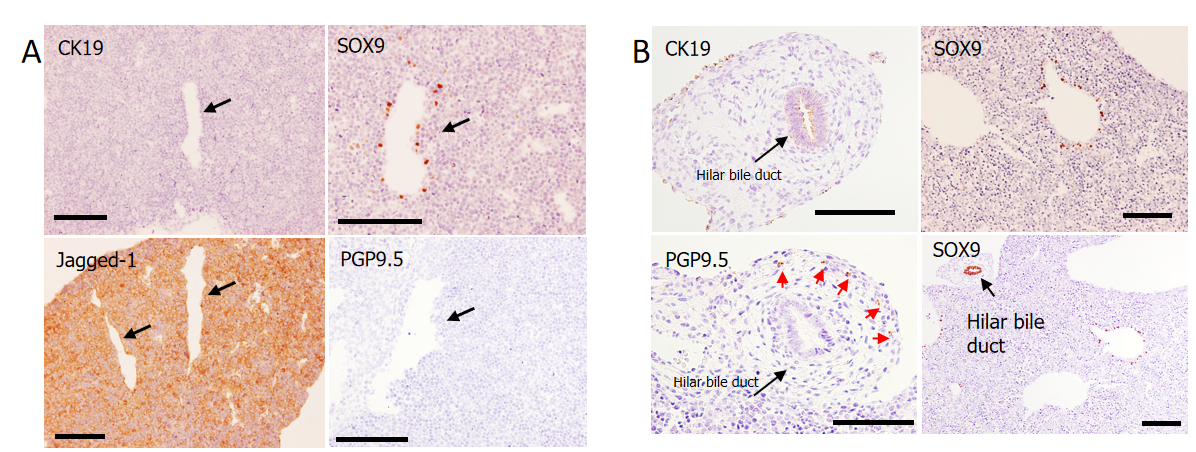 A
CK19
SOX9
Jagged-1
PGP9.5
B
CK19
Hilar bile duct
SOX9
PGP9.5
Hilar bile duct
SOX9
Hilar bile
duct